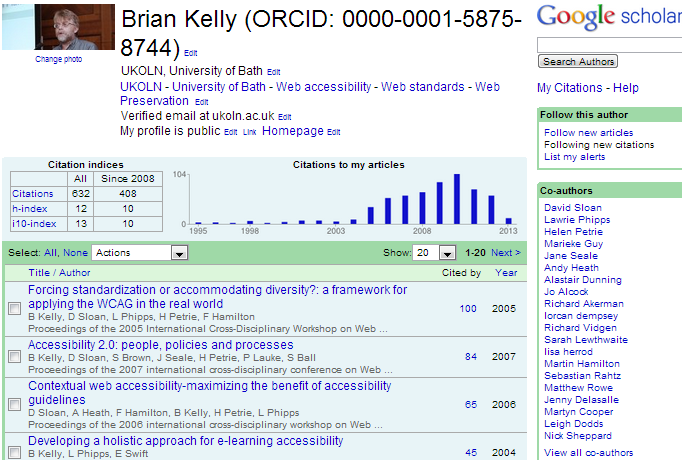 Change photo
Brian Kelly (ORCID: 0000-0001-5875-
8744) Edit
UKOLN, University of Bath Edit
UKOLN - University of Bath - Web accessibility - Web standards - Web
Preservation Edit
Verified email at ukoln.ac.uk Edit
My profile is public Edit Link Homepage Edit
Citation indices
All Since 2008
Citations 632 408
h-index 12 10
i10-index 13 10
Citations to my articles
104
0
1995 1998 2003 2008 2013
Select: All, None Actions Show: 20 1-20 Next >
Title / Author Cited by Year
Forcing standardization or accommodating diversity?: a framework for
applying the WCAG in the real world
100 2005
B Kelly, D Sloan, L Phipps, H Petrie, F Hamilton
Proceedings of the 2005 International Cross-Disciplinary Workshop on Web ...
Accessibility 2.0: people, policies and processes
B Kelly, D Sloan, S Brown, J Seale, H Petrie, P Lauke, S Ball
84 2007
Proceedings of the 2007 international cross-disciplinary conference on Web ...
Contextual web accessibility-maximizing the benefit of accessibility
guidelines
65 2006
D Sloan, A Heath, F Hamilton, B Kelly, H Petrie, L Phipps
Proceedings of the 2006 international cross-disciplinary workshop on Web ...
Developing a holistic approach for e-learning accessibility
B Kelly, L Phipps, E Swift
45 2004
Google scholar
Search Authors
My Citations - Help
Follow this author
Follow new articles
Following new citations
List my alerts
Co-authors
David Sloan
Lawrie Phipps
Helen Petrie
Marieke Guy
Jane Seale
Andy Heath
Alastair Dunning
Jo Alcock
Richard Akerman
lorcan dempsey
Richard Vidgen
Sarah Lewthwaite
lisa herrod
Martin Hamilton
Sebastian Rahtz
Matthew Rowe
Jenny Delasalle
Martyn Cooper
Leigh Dodds
Nick Sheppard
View all co-authors